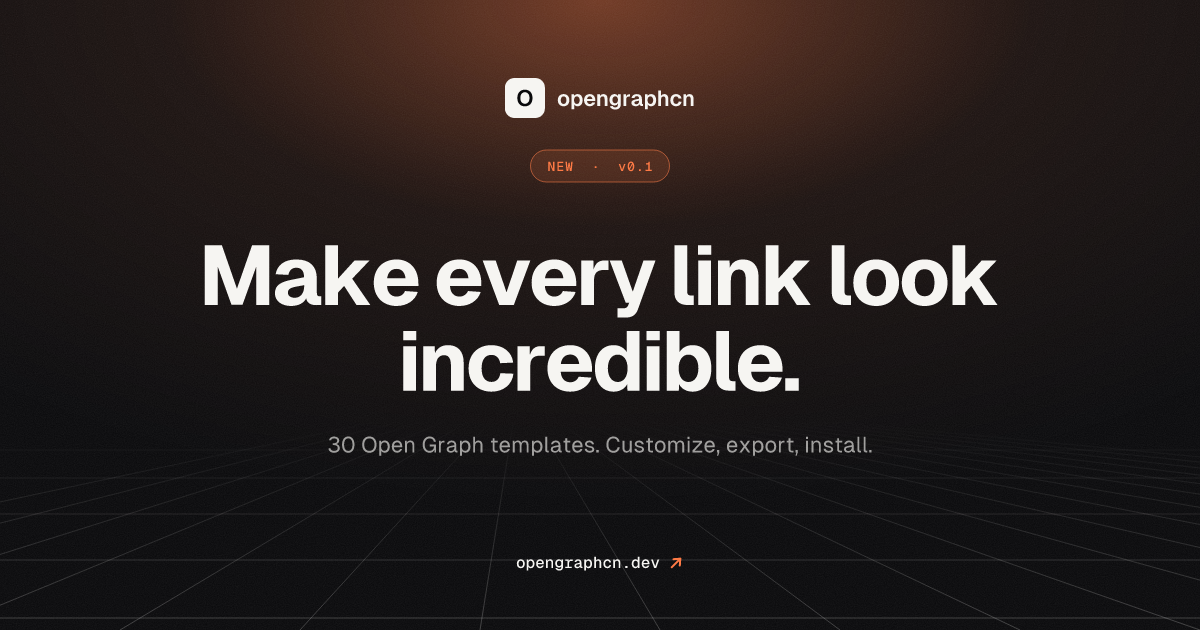 O opengraphcn
NEW · v0.1
Make every link look
incredible.
30 Open Graph templates. Customize, export, install.
opengraphcn.dev ↗